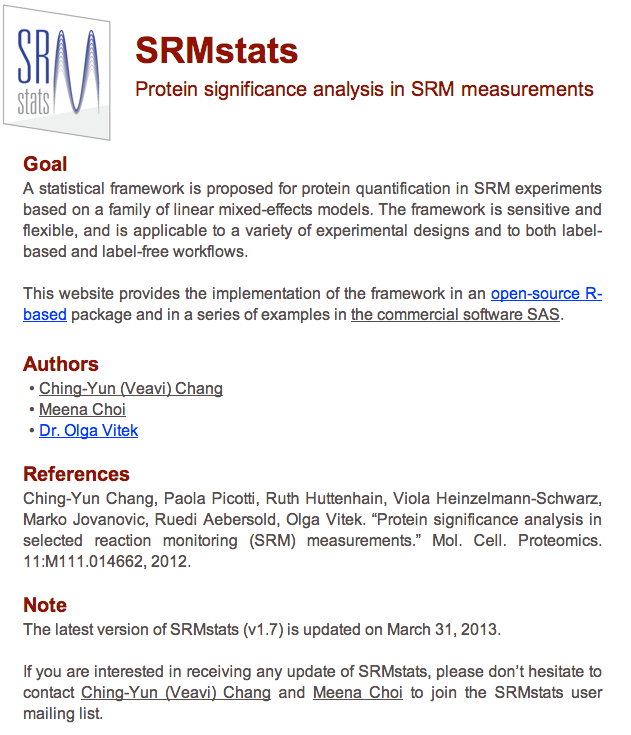 SRM
stats
SRMstats
Protein significance analysis in SRM measurements
Goal
A statistical framework is proposed for protein quantification in SRM experiments
based on a family of linear mixed-effects models. The framework is sensitive and
flexible, and is applicable to a variety of experimental designs and to both label-
based and label-free workflows.
This website provides the implementation of the framework in an open-source R-
based package and in a series of examples in the commercial software SAS.
Authors
• Ching-Yun (Veavi) Chang
• Meena Choi
• Dr. Olga Vitek
References
Ching-Yun Chang, Paola Picotti, Ruth Huttenhain, Viola Heinzelmann-Schwarz,
Marko Jovanovic, Ruedi Aebersold, Olga Vitek. “Protein significance analysis in
selected reaction monitoring (SRM) measurements.” Mol. Cell. Proteomics.
11:M111.014662, 2012.
Note
The latest version of SRMstats (v1.7) is updated on March 31, 2013.
If you are interested in receiving any update of SRMstats, please don’t hesitate to
contact Ching-Yun (Veavi) Chang and Meena Choi to join the SRMstats user
mailing list.